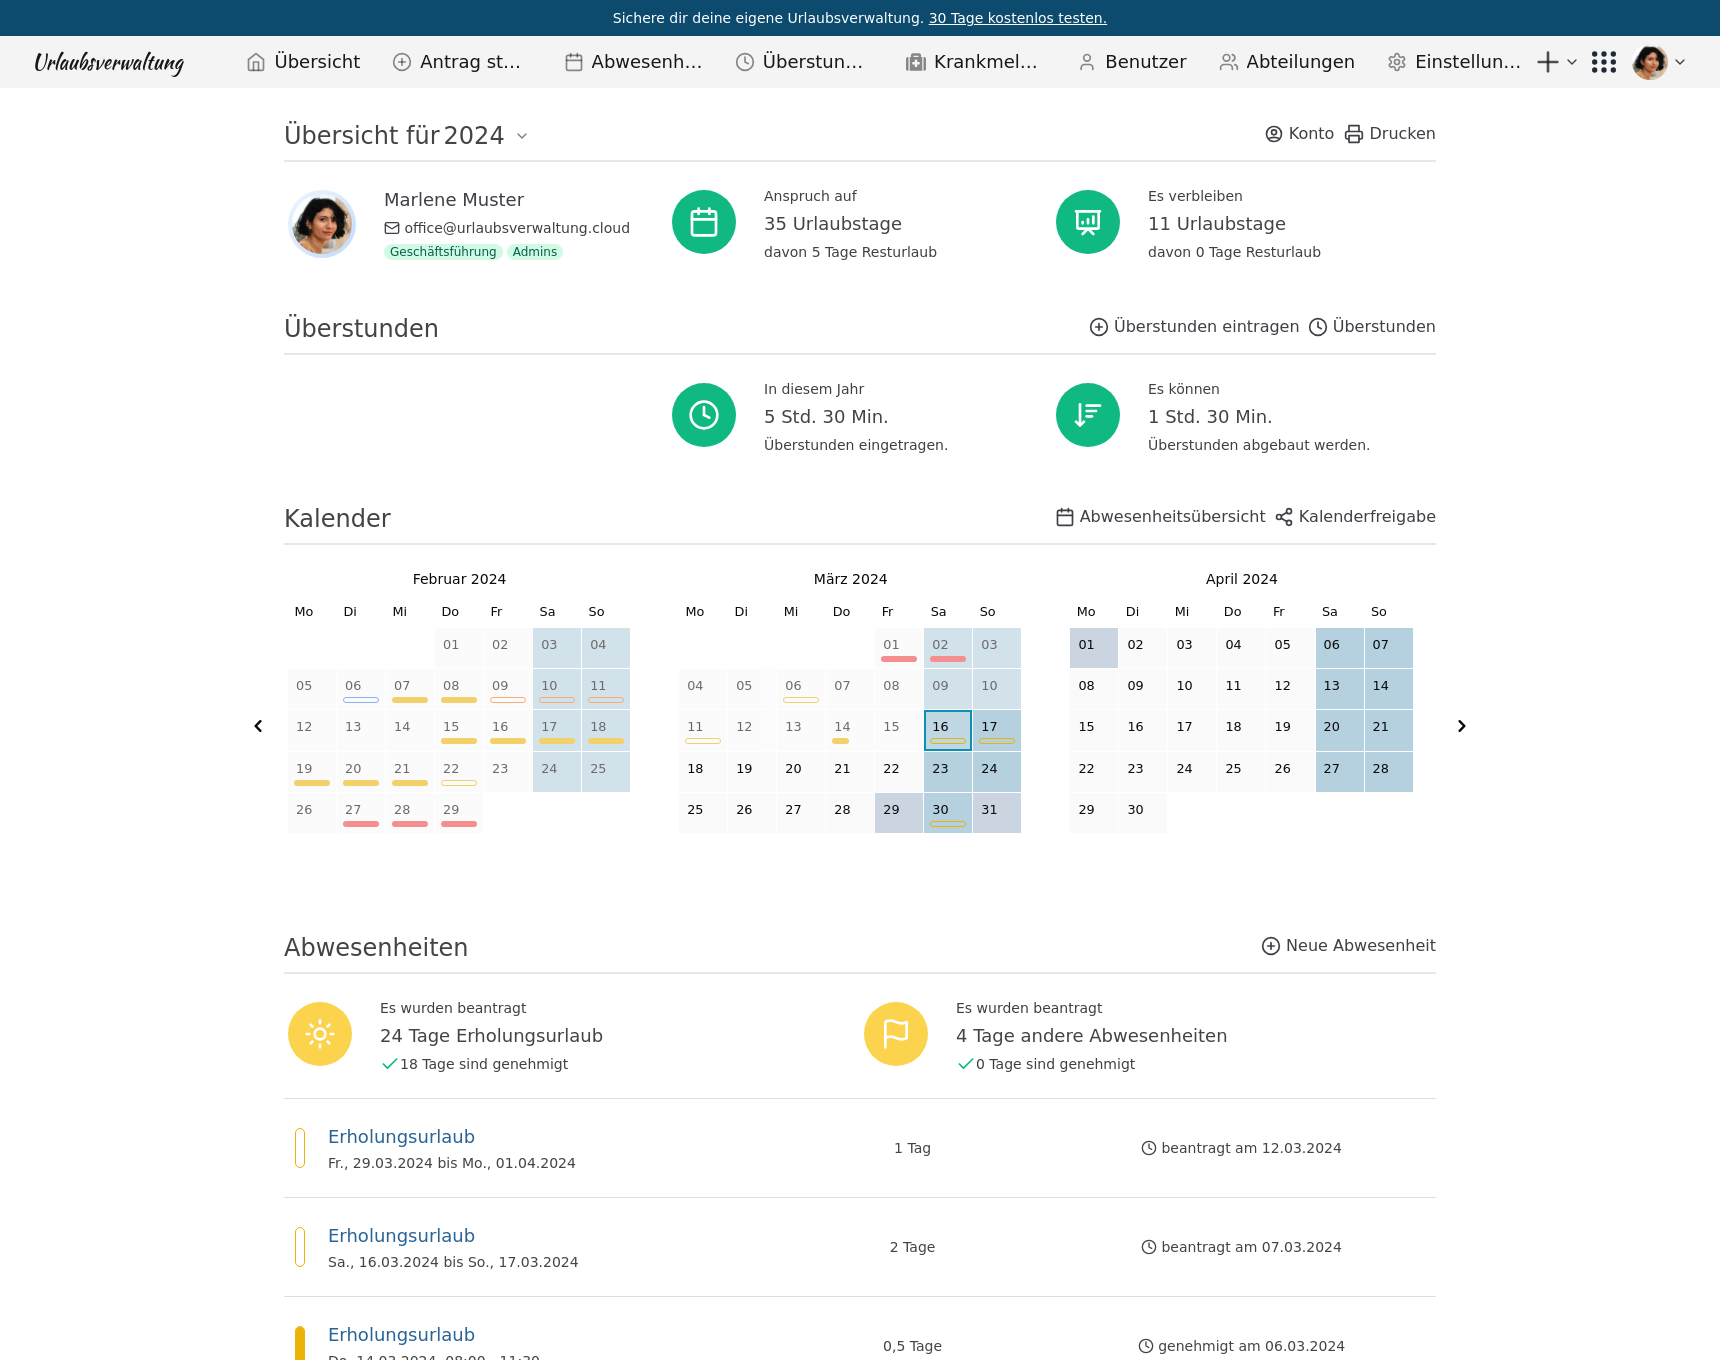 Sichere dir deine eigene Urlaubsverwaltung. 30 Tage kostenlos testen.
Urlaubsverwaltung Übersicht Antrag st... Abwesenh... Überstun... Krankmel... Benutzer Abteilungen Einstellun...
Übersicht für 2024 Konto Drucken
Marlene Muster
office@urlaubsverwaltung.cloud
Geschäftsführung Admins
Anspruch auf
35 Urlaubstage
davon 5 Tage Resturlaub
Es verbleiben
11 Urlaubstage
davon 0 Tage Resturlaub
Überstunden Überstunden eintragen Überstunden
In diesem Jahr
5 Std. 30 Min.
Überstunden eingetragen.
Es können
1 Std. 30 Min.
Überstunden abgebaut werden.
Kalender Abwesenheitsübersicht Kalenderfreigabe
Februar 2024
Mo Di Mi Do Fr Sa So
01 02 03 04
05 06 07 08 09 10 11
12 13 14 15 16 17 18
19 20 21 22 23 24 25
26 27 28 29
März 2024
Mo Di Mi Do Fr Sa So
01 02 03
04 05 06 07 08 09 10
11 12 13 14 15 16 17
18 19 20 21 22 23 24
25 26 27 28 29 30 31
April 2024
Mo Di Mi Do Fr Sa So
01 02 03 04 05 06 07
08 09 10 11 12 13 14
15 16 17 18 19 20 21
22 23 24 25 26 27 28
29 30
Abwesenheiten Neue Abwesenheit
Es wurden beantragt
24 Tage Erholungsurlaub
18 Tage sind genehmigt
Es wurden beantragt
4 Tage andere Abwesenheiten
0 Tage sind genehmigt
Erholungsurlaub
Fr., 29.03.2024 bis Mo., 01.04.2024
1 Tag
beantragt am 12.03.2024
Erholungsurlaub
Sa., 16.03.2024 bis So., 17.03.2024
2 Tage
beantragt am 07.03.2024
Erholungsurlaub
Do., 14.03.2024, 08:00 - 11:30
0,5 Tage
genehmigt am 06.03.2024